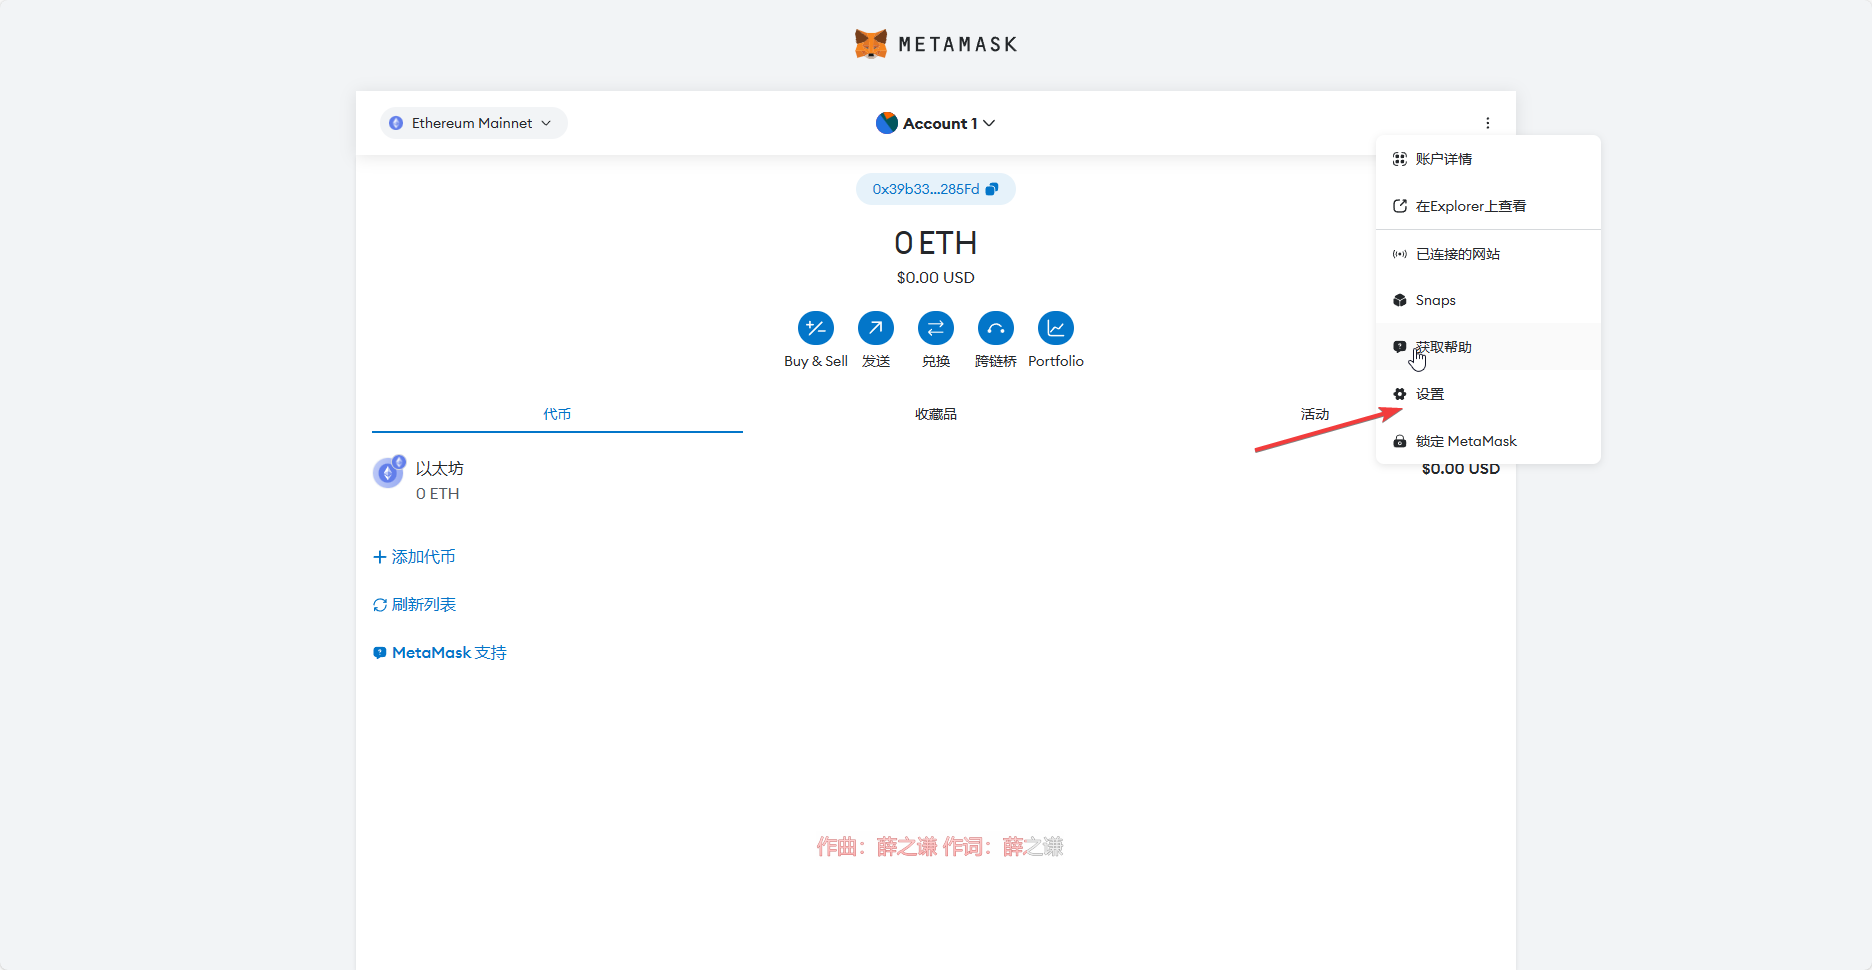 METAMASK
Ethereum Mainnet
Account 1
0x39b33...285Fd
0 ETH
$0.00 USD
Buy & Sell
发送
兑换
跨链桥
Portfolio
代币
收藏品
活动
以太坊
0 ETH
$0.00 USD
添加代币
刷新列表
MetaMask 支持
账户详情
在Explorer上查看
已连接的网站
Snaps
获取帮助
设置
锁定 MetaMask
作曲：薛之谦 作词：薛之谦